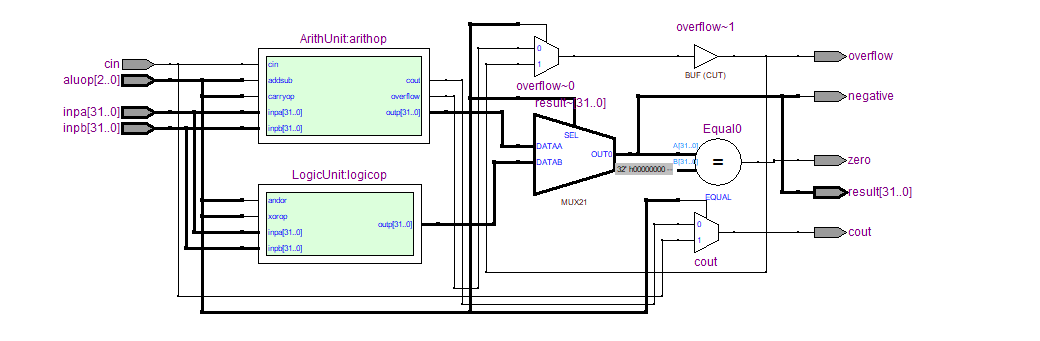 cin
aluop[2..0]
inpa[31..0]
inpb[31..0]
ArithUnit:arithop
cin
addsub
carryop
inpa[31..0]
inpb[31..0]
cout
overflow
outp[31..0]
LogicUnit:logicop
andor
xorop
inpa[31..0]
inpb[31..0]
outp[31..0]
0
1
overflow~0
result~[31..0]
SEL
DATAA
DATAB
OUT0
MUX21
overflow~1
BUF (CUT)
Equal0
A[31..0]
B[31..0]
32' h00000000 --
=
EQUAL
0
1
cout
overflow
negative
zero
result[31..0]
cout